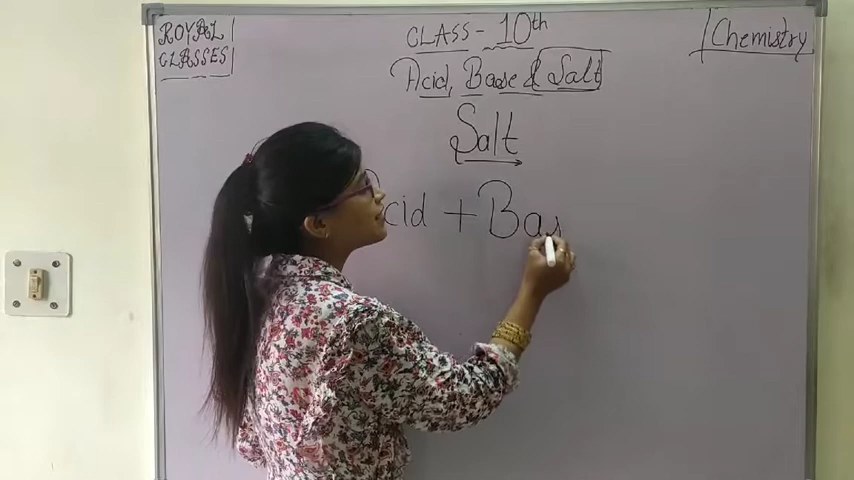 ROYAL
CLASSES
CLASS - 10th
Chemistry
Acid, Base & Salt
Salt
cid + Bas